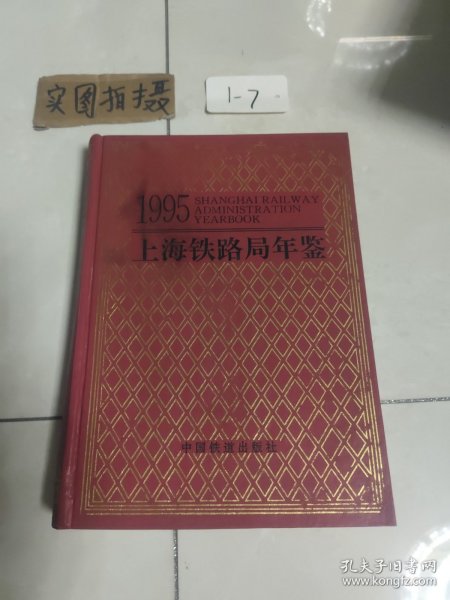 实图拍摄
1-7
1995
SHANGHAI RAILWAY
ADMINISTRATION
YEARBOOK
上海铁路局年鉴
中国铁道出版社
孔夫子旧书网
www.kongfz.com